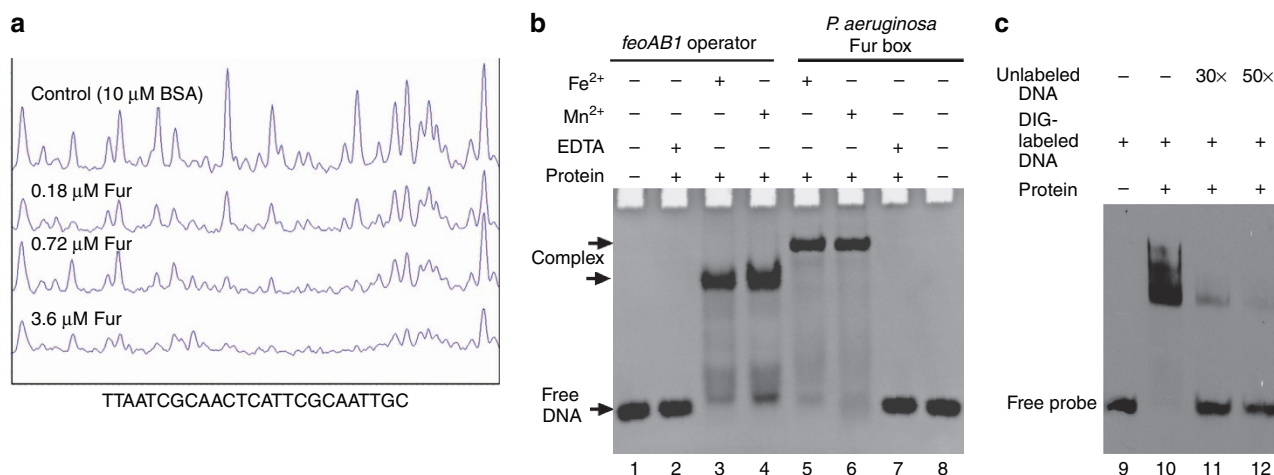 a
Control (10 μM BSA)
0.18 μM Fur
0.72 μM Fur
3.6 μM Fur
TTAATCGCAACTCATTCGCAATTGC
b
feoAB1 operator
P. aeruginosa
Fur box
Fe2+ – – + – + – – –
Mn2+ – – – + – + – –
EDTA – + – – – – + –
Protein – + + + + + + –
Complex
Free
DNA
1 2 3 4 5 6 7 8
c
Unlabeled
DNA – – 30× 50×
DIG-
labeled
DNA + + + +
Protein – + + +
Free probe
9 10 11 12